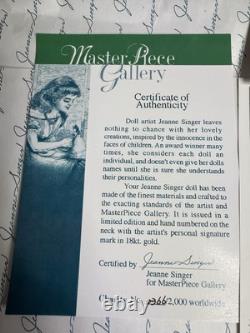 MasterPiece
Gallery
Certificate of
Authenticity
Doll artist Jeanne Singer leaves
nothing to chance with her lovely
creations, inspired by the innocence in the
faces of children. An award winner many
times, she considers each doll an
individual, and doesn't even give her dolls
names until she is sure she understands
their personalities.
Your Jeanne Singer doll has been
made of the finest materials and crafted to
the exacting standards of the artist and
MasterPiece Gallery. It is issued in a
limited edition and hand numbered on the
neck with the artist's personal signature
mark in 18kt. gold.
Certified by Jeanne Singer
Jeanne Singer
for MasterPiece Gallery
2,000 worldwide